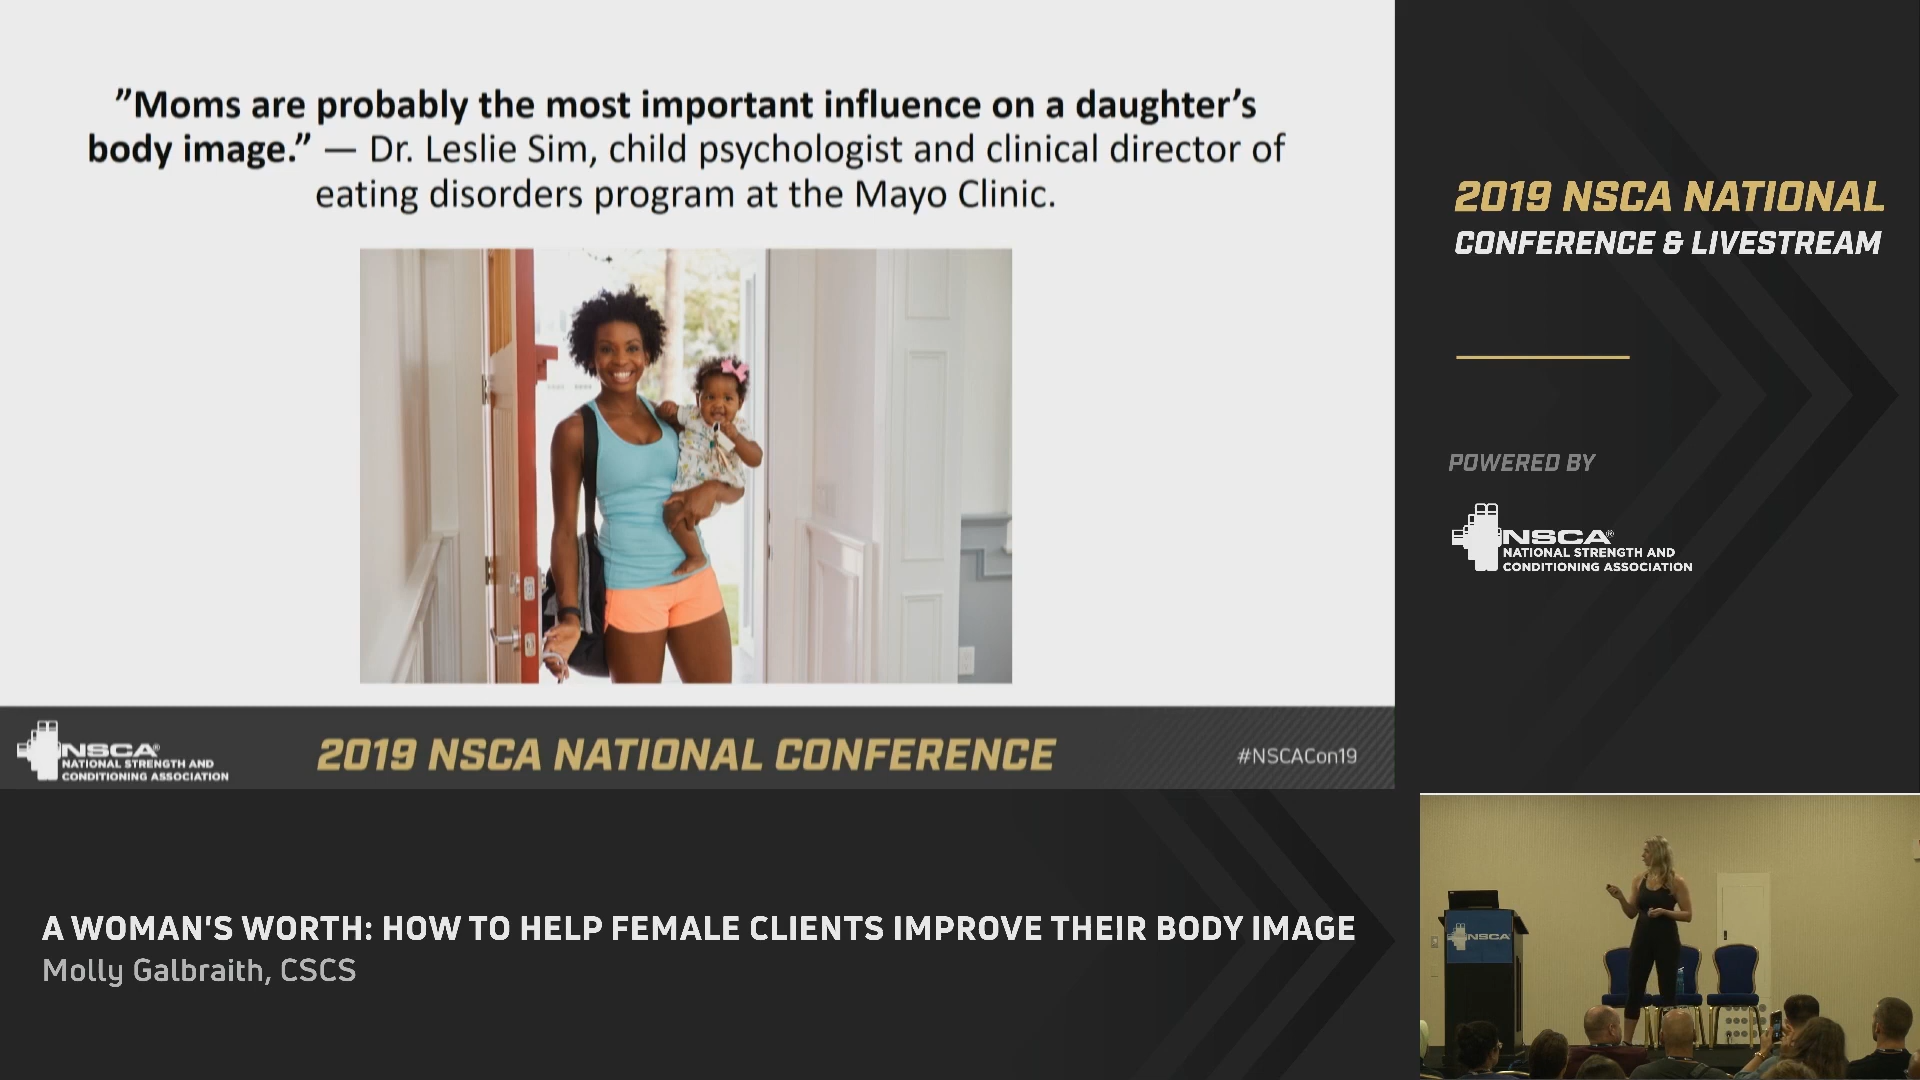 ”Moms are probably the most important influence on a daughter’s
body image.” — Dr. Leslie Sim, child psychologist and clinical director of
eating disorders program at the Mayo Clinic.
NSCA®
NATIONAL STRENGTH AND
CONDITIONING ASSOCIATION
2019 NSCA NATIONAL CONFERENCE
#NSCACon19
2019 NSCA NATIONAL
CONFERENCE & LIVESTREAM
POWERED BY
NSCA®
NATIONAL STRENGTH AND
CONDITIONING ASSOCIATION
A WOMAN'S WORTH: HOW TO HELP FEMALE CLIENTS IMPROVE THEIR BODY IMAGE
Molly Galbraith, CSCS
NSCA